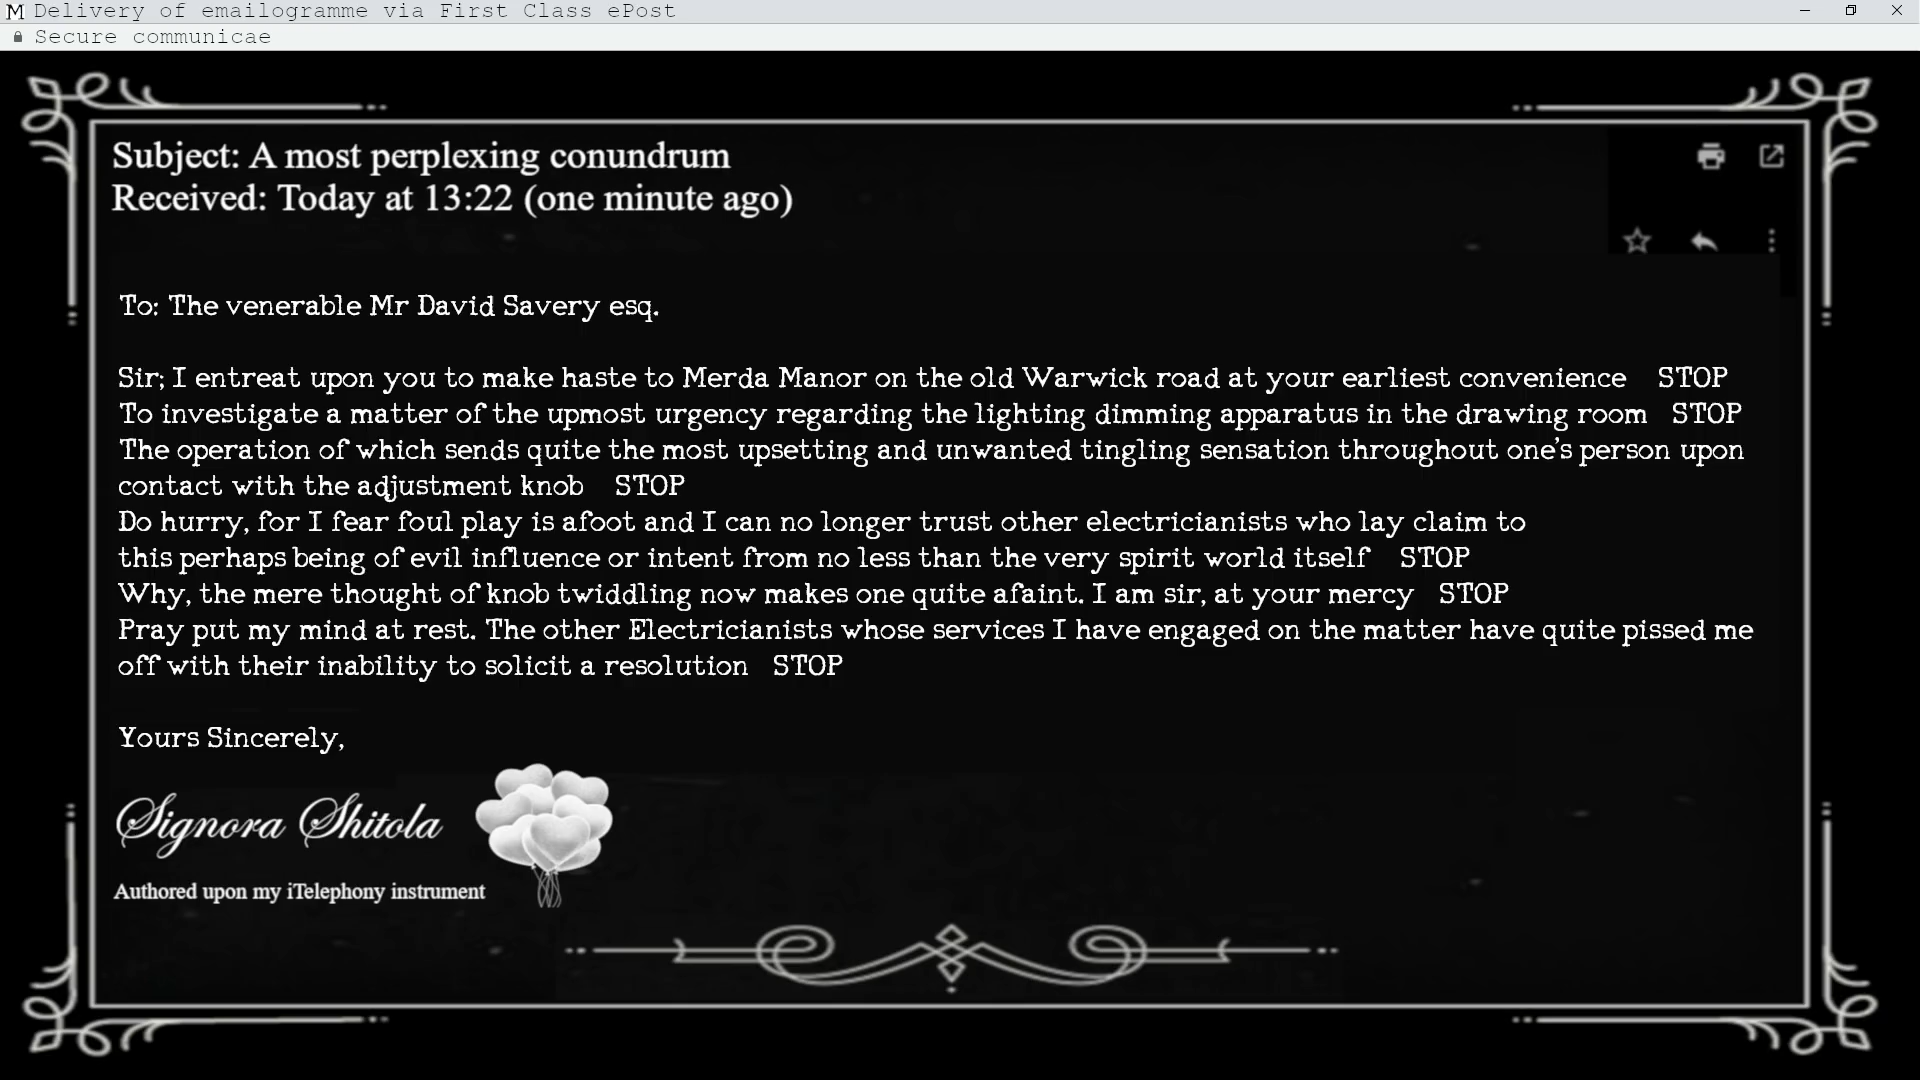 M Delivery of emailogramme via First Class ePost
Secure communicae
Subject: A most perplexing conundrum
Received: Today at 13:22 (one minute ago)
To: The venerable Mr David Savery esq.
Sir; I entreat upon you to make haste to Merda Manor on the old Warwick road at your earliest convenience STOP
To investigate a matter of the upmost urgency regarding the lighting dimming apparatus in the drawing room STOP
The operation of which sends quite the most upsetting and unwanted tingling sensation throughout one's person upon
contact with the adjustment knob STOP
Do hurry, for I fear foul play is afoot and I can no longer trust other electricianists who lay claim to
this perhaps being of evil influence or intent from no less than the very spirit world itself STOP
Why, the mere thought of knob twiddling now makes one quite afaint. I am sir, at your mercy STOP
Pray put my mind at rest. The other Electricianists whose services I have engaged on the matter have quite pissed me
off with their inability to solicit a resolution STOP
Yours Sincerely,
Signora Shitola
Authored upon my iTelephony instrument